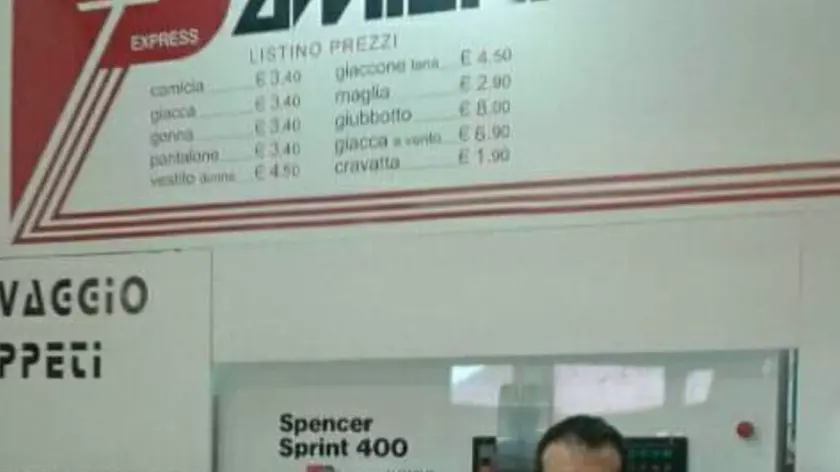 EXPRESS
LISTINO PREZZI
camicia € 3.40
giacca € 3.40
gonna € 3.40
pantalone € 3.40
vestito donna € 4.50
giaccone lana € 4.50
maglia € 2.90
giubbotto € 8.00
giacca a vento € 6.90
cravatta € 1.90
VAGGiO
PPETi
Spencer
Sprint 400